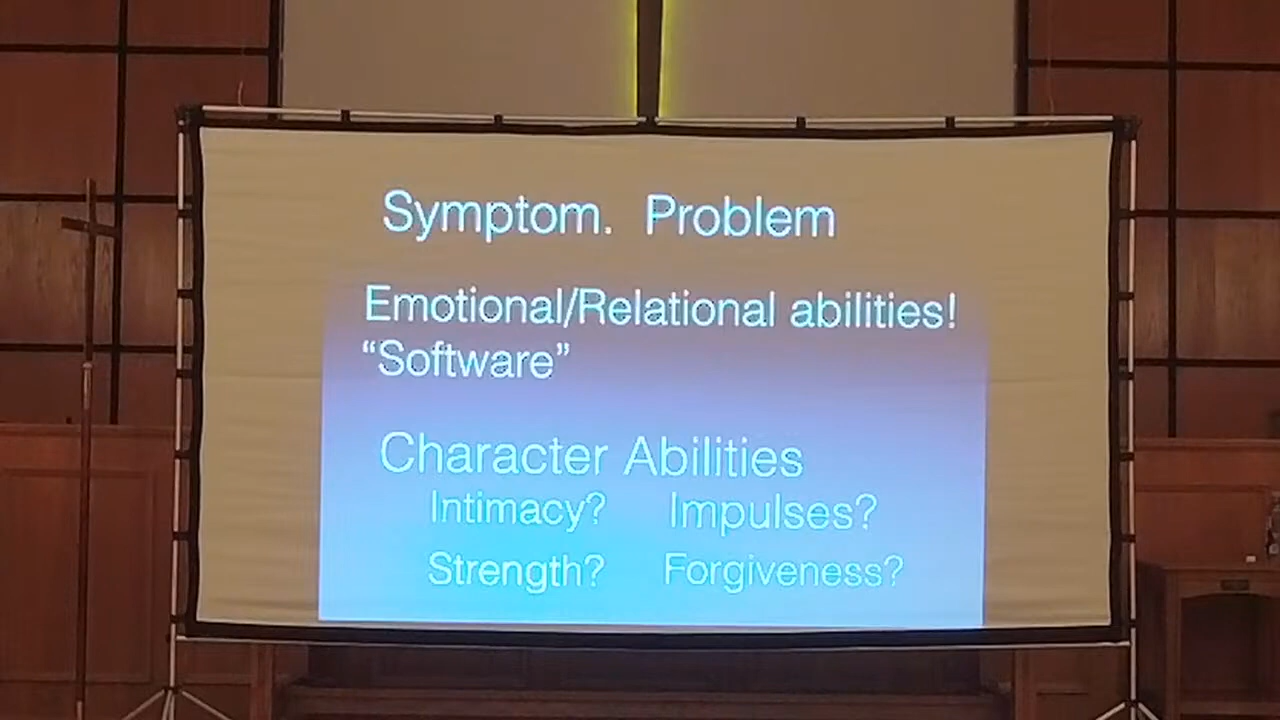 Symptom.  Problem
Emotional/Relational abilities!
“Software”
Character Abilities
Intimacy?  Impulses?
Strength?  Forgiveness?